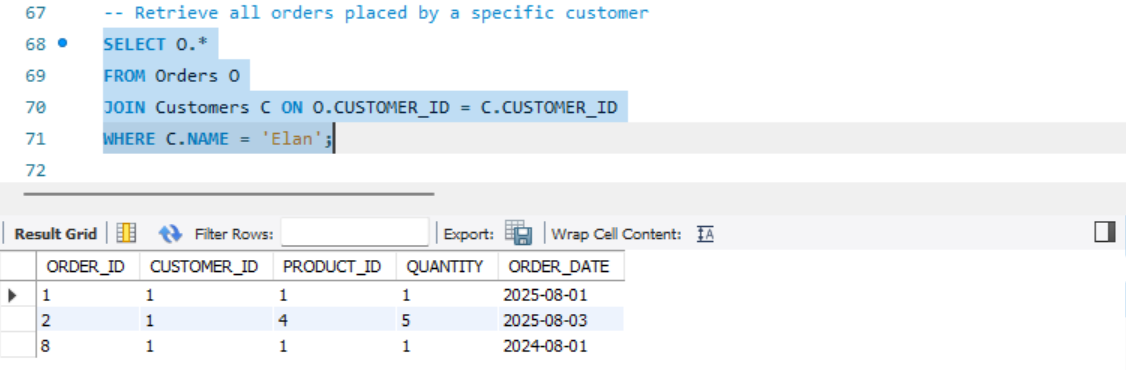 67 -- Retrieve all orders placed by a specific customer
68 SELECT O.*
69 FROM Orders O
70 JOIN Customers C ON O.CUSTOMER_ID = C.CUSTOMER_ID
71 WHERE C.NAME = 'Elan';
72
Result Grid Filter Rows: Export: Wrap Cell Content:
ORDER_ID CUSTOMER_ID PRODUCT_ID QUANTITY ORDER_DATE
1 1 1 1 2025-08-01
2 1 4 5 2025-08-03
8 1 1 1 2024-08-01